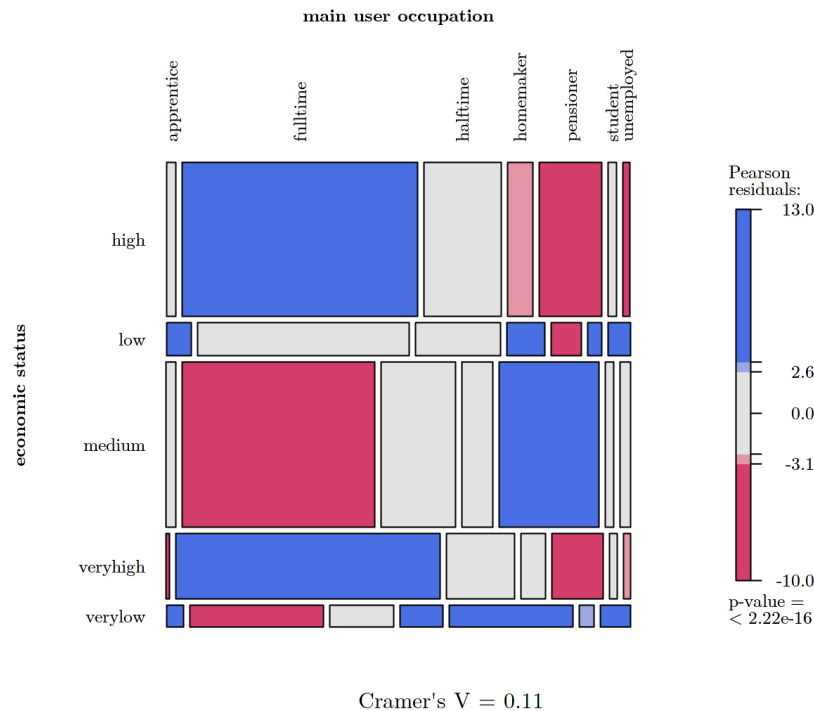 main user occupation
apprentice
fulltime
halftime
homemaker
pensioner
student
unemployed
economic status
high
low
medium
veryhigh
verylow
Pearson
residuals:
13.0
2.6
0.0
-3.1
-10.0
p-value =
< 2.22e-16
Cramer's V = 0.11